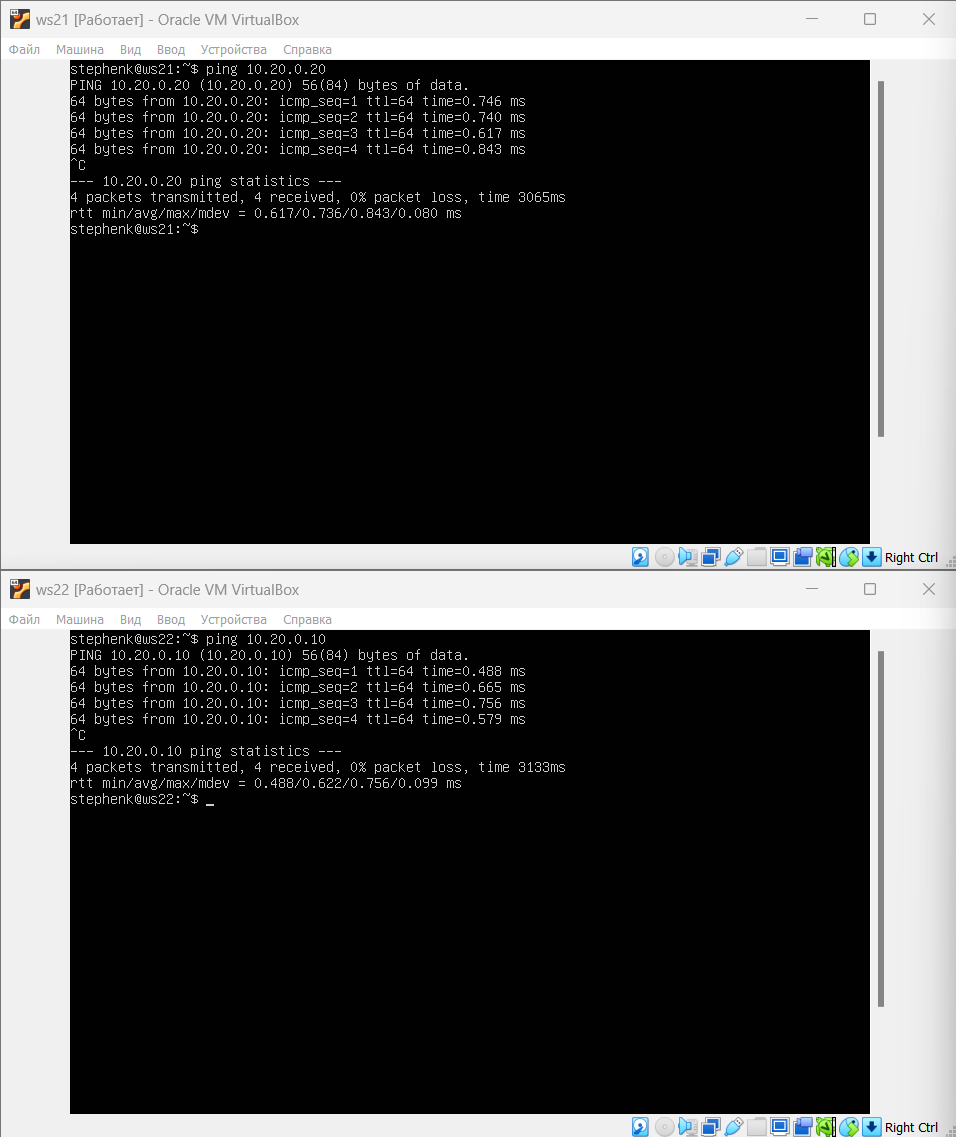 ws21 [Работает] - Oracle VM VirtualBox
Файл Машина Вид Ввод Устройства Справка
stephenk@ws21:~$ ping 10.20.0.20
PING 10.20.0.20 (10.20.0.20) 56(84) bytes of data.
64 bytes from 10.20.0.20: icmp_seq=1 ttl=64 time=0.746 ms
64 bytes from 10.20.0.20: icmp_seq=2 ttl=64 time=0.740 ms
64 bytes from 10.20.0.20: icmp_seq=3 ttl=64 time=0.617 ms
64 bytes from 10.20.0.20: icmp_seq=4 ttl=64 time=0.843 ms
^C
--- 10.20.0.20 ping statistics ---
4 packets transmitted, 4 received, 0% packet loss, time 3065ms
rtt min/avg/max/mdev = 0.617/0.736/0.843/0.080 ms
stephenk@ws21:~$
Right Ctrl
ws22 [Работает] - Oracle VM VirtualBox
Файл Машина Вид Ввод Устройства Справка
stephenk@ws22:~$ ping 10.20.0.10
PING 10.20.0.10 (10.20.0.10) 56(84) bytes of data.
64 bytes from 10.20.0.10: icmp_seq=1 ttl=64 time=0.488 ms
64 bytes from 10.20.0.10: icmp_seq=2 ttl=64 time=0.665 ms
64 bytes from 10.20.0.10: icmp_seq=3 ttl=64 time=0.756 ms
64 bytes from 10.20.0.10: icmp_seq=4 ttl=64 time=0.579 ms
^C
--- 10.20.0.10 ping statistics ---
4 packets transmitted, 4 received, 0% packet loss, time 3133ms
rtt min/avg/max/mdev = 0.488/0.622/0.756/0.099 ms
stephenk@ws22:~$ _
Right Ctrl